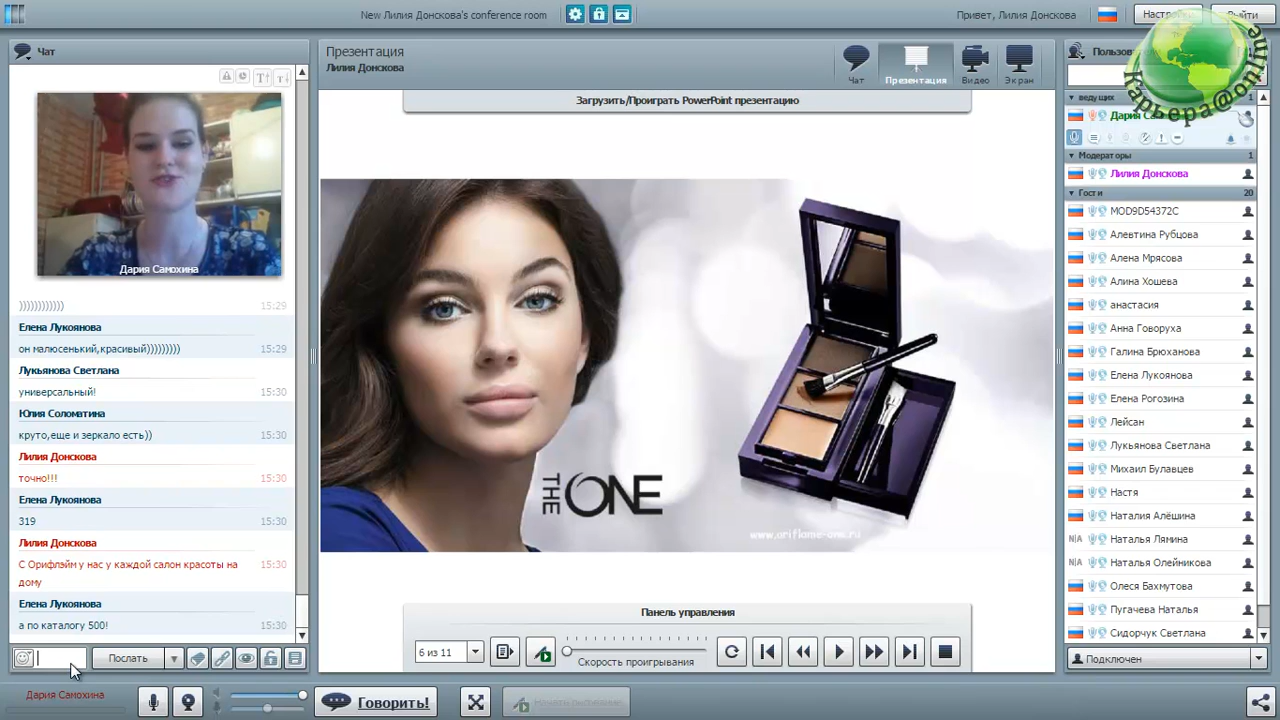 New Лилия Донскова's conference room
Привет, Лилия Донскова
Настройки
Выйти
Чат
Дария Самохина
))))))))))))
15:29
Елена Лукоянова
он малюсенький,красивый)))))))))
15:29
Лукьянова Светлана
универсальный!
15:30
Юлия Соломатина
круто,еще и зеркало есть))
15:30
Лилия Донскова
точно!!!
15:30
Елена Лукоянова
319
15:30
Лилия Донскова
С Орифлэйм у нас у каждой салон красоты на
15:30
дому
Елена Лукоянова
а по каталогу 500!
15:30
Послать
Дария Самохина
Говорить!
Презентация
Лилия Донскова
Чат
Презентация
Видео
Экран
Загрузить/Проиграть PowerPoint презентацию
THE ONE
www.oriflame-one.ru
Панель управления
6 из 11
Скорость проигрывания
Карьера@online
ведущих
1
Дария
Модераторы
1
Лилия Донскова
Гости
20
MOD9D54372C
Алевтина Рубцова
Алена Мрясова
Алина Хошева
анастасия
Анна Говоруха
Галина Брюханова
Елена Лукоянова
Елена Рогозина
Лейсан
Лукьянова Светлана
Михаил Булавцев
Настя
Наталия Алёшина
N|A Наталья Лямина
N|A Наталья Олейникова
Олеся Бахмутова
Пугачева Наталья
Сидорчук Светлана
Подключен